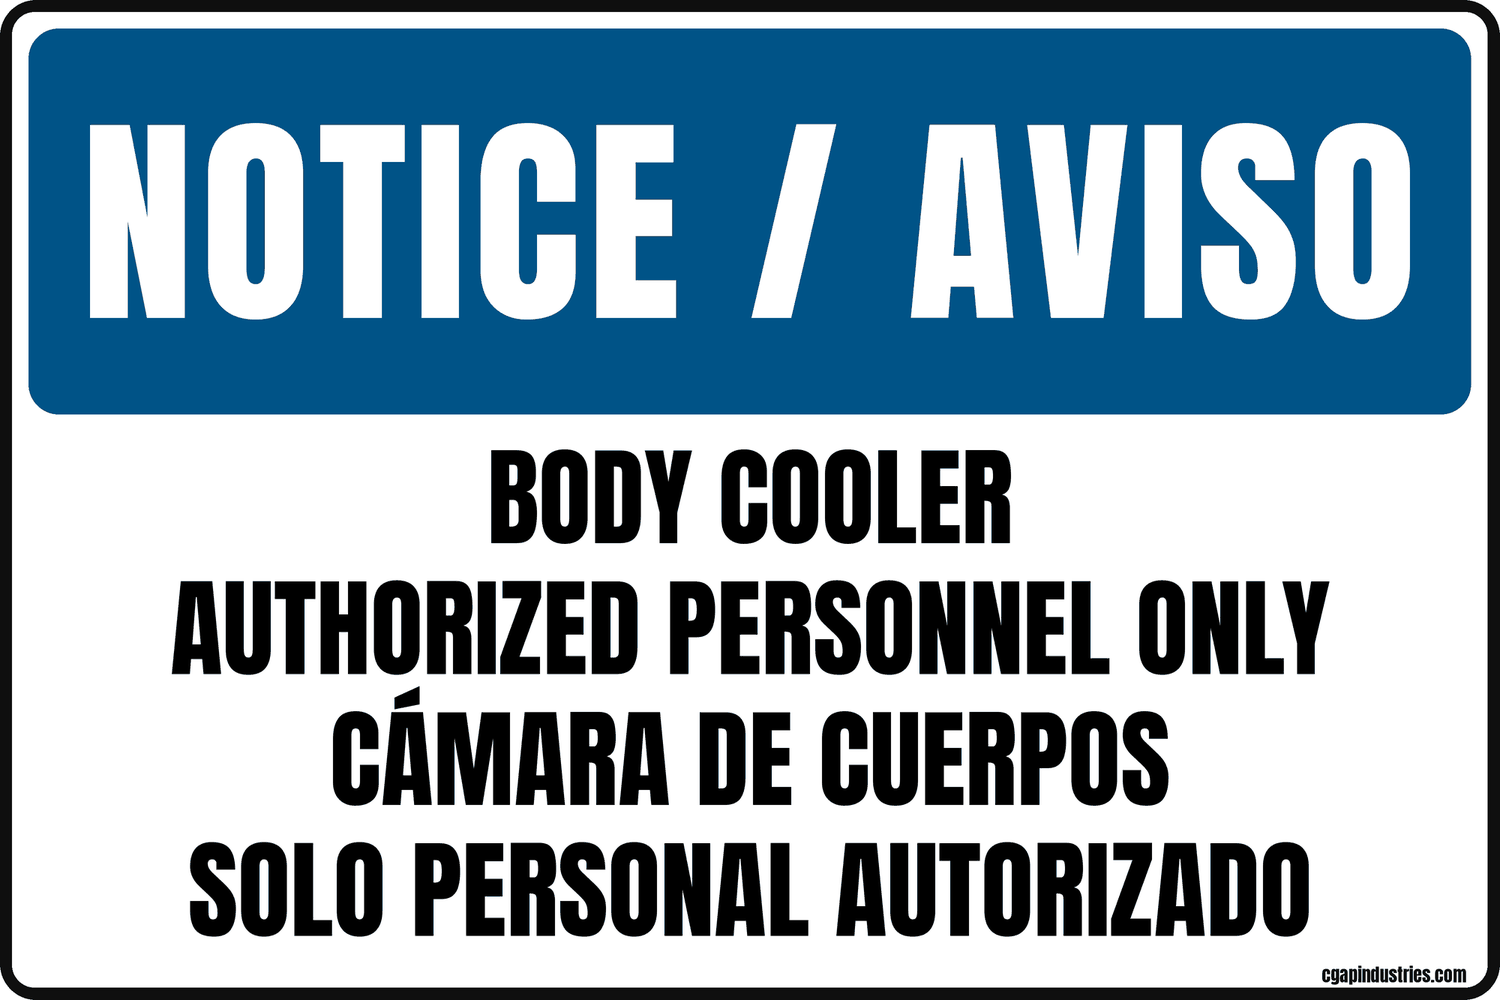 NOTICE / AVISO
BODY COOLER
AUTHORIZED PERSONNEL ONLY
CÁMARA DE CUERPOS
SOLO PERSONAL AUTORIZADO
cgapindustries.com